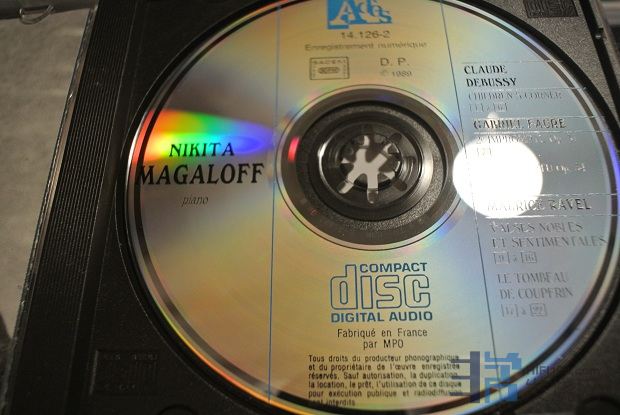 Adès
14.126-2
Enregistrement numérique
SACEM
D. P.
© 1989
CLAUDE
DEBUSSY
CHILDREN'S CORNER
GABRIEL FAURE
MAURICE RAVEL
VALSES NOBLES
ET SENTIMENTALES
LE TOMBEAU
DE COUPERIN
NIKITA
MAGALOFF
piano
COMPACT
disc
DIGITAL AUDIO
Fabriqué en France
par MPO
Tous droits du producteur phonographique
et du propriétaire de l'œuvre enregistrée
réservés. Sauf autorisation, la duplication,
la location, le prêt, l'utilisation de ce disque
pour exécution publique et radiodiffusion
sont interdits